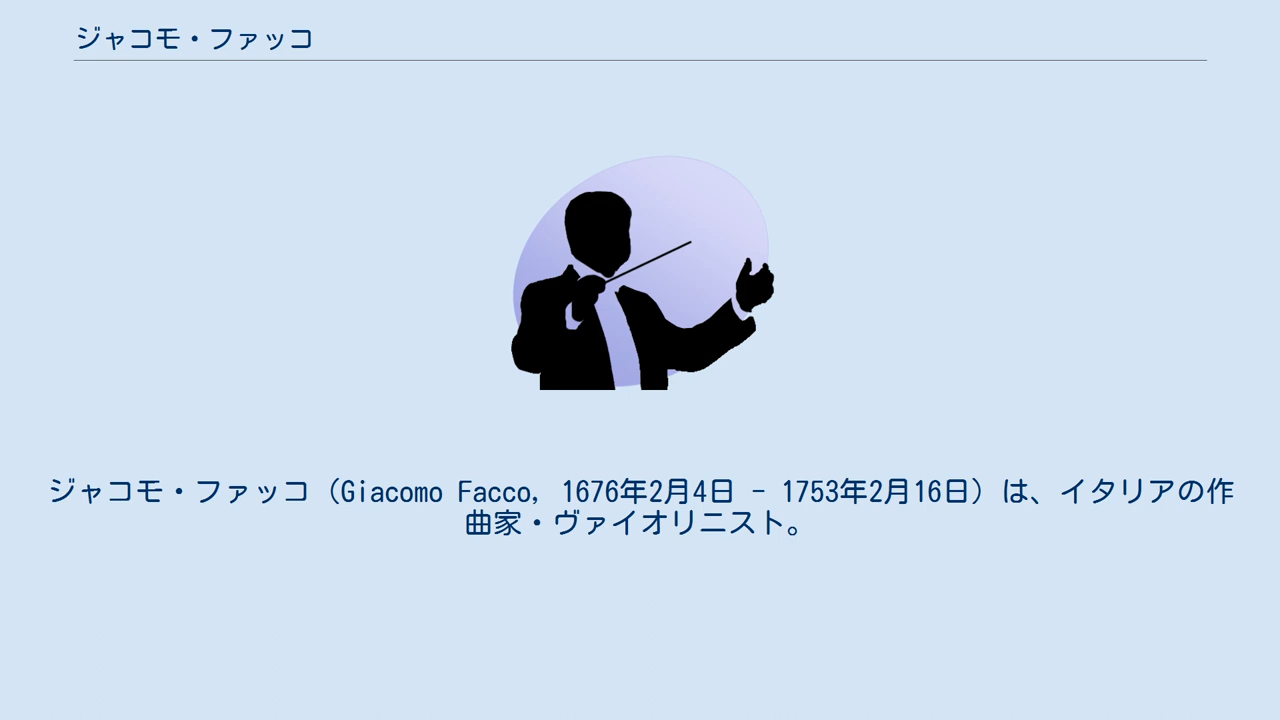 ジャコモ・ファッコ
ジャコモ・ファッコ（Giacomo Facco, 1676年2月4日 - 1753年2月16日）は、イタリアの作
曲家・ヴァイオリニスト。